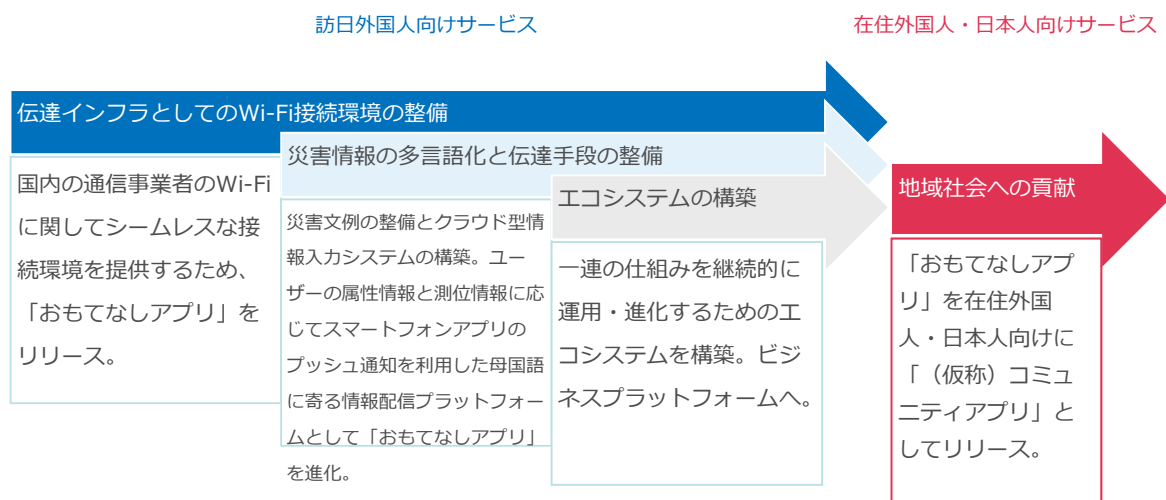 訪日外国人向けサービス
在住外国人・日本人向けサービス
伝達インフラとしてのWi-Fi接続環境の整備
国内の通信事業者のWi-Fi
に関してシームレスな接
続環境を提供するため、
「おもてなしアプリ」を
リリース。
災害情報の多言語化と伝達手段の整備
災害文例の整備とクラウド型情
報入力システムの構築。ユー
ザーの属性情報と測位情報に応
じてスマートフォンアプリの
プッシュ通知を利用した母国語
に寄る情報配信プラットフォー
ムとして「おもてなしアプリ」
を進化。
エコシステムの構築
一連の仕組みを継続的に
運用・進化するためのエ
コシステムを構築。ビジ
ネスプラットフォームへ。
地域社会への貢献
「おもてなしアプ
リ」を在住外国
人・日本人向けに
「（仮称）コミュ
ニティアプリ」と
してリリース。